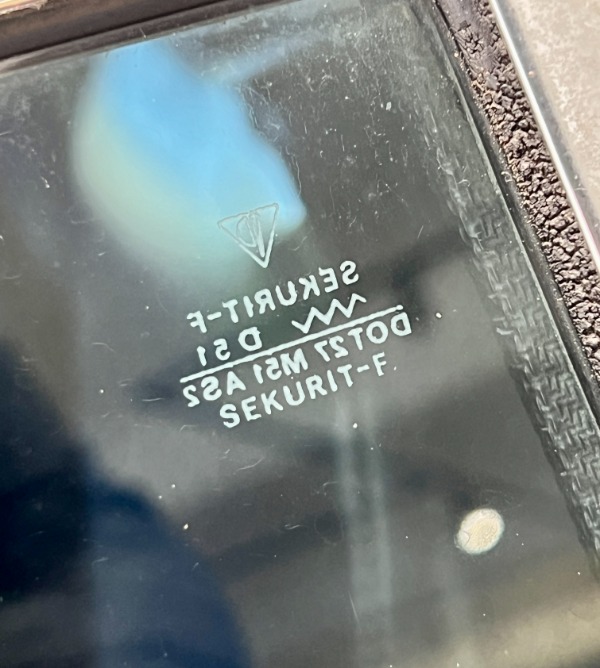 SEKURIT-F
D 51
DOT27 M51 AS2
SEKURIT-F